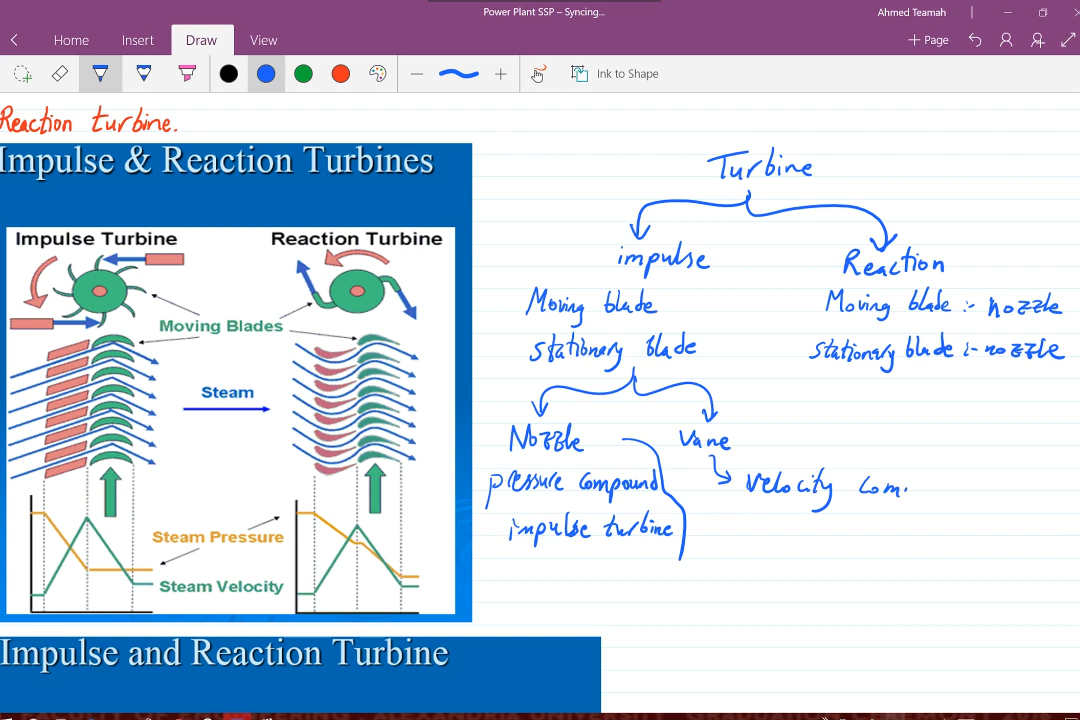 Power Plant SSP – Syncing...
Ahmed Teamah
Home
Insert
Draw
View
Page
Ink to Shape
Reaction turbine.
Impulse & Reaction Turbines
Impulse Turbine
Reaction Turbine
Moving Blades
Steam
Steam Pressure
Steam Velocity
Impulse and Reaction Turbine
Turbine
impulse
Reaction
Moving blade
Moving blade :- nozzle
stationary blade
stationary blade :- nozzle
Nozzle
Vane
pressure compound
velocity com.
impulse turbine